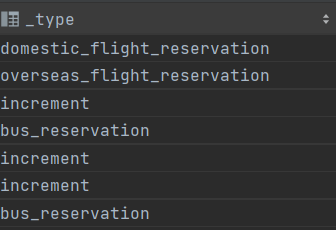 _type
domestic_flight_reservation
overseas_flight_reservation
increment
bus_reservation
increment
increment
bus_reservation